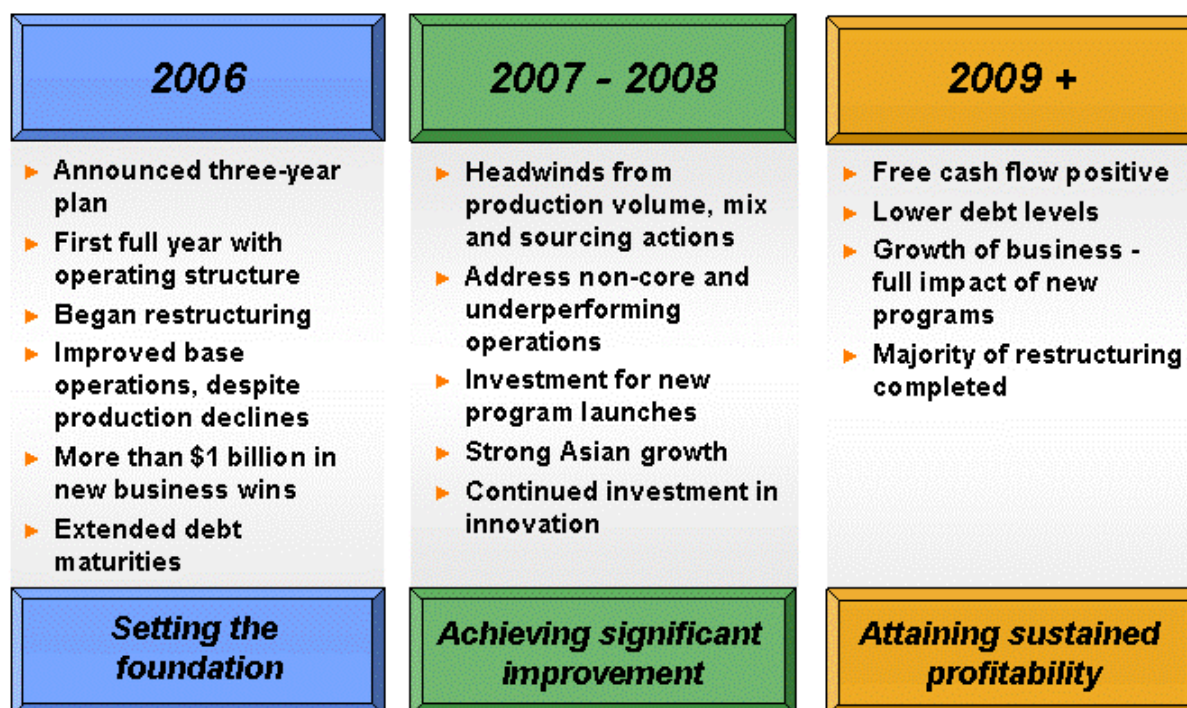 2006
► Announced three-year
plan
► First full year with
operating structure
► Began restructuring
► Improved base
operations, despite
production declines
► More than $1 billion in
new business wins
► Extended debt
maturities
Setting the
foundation
2007 - 2008
► Headwinds from
production volume, mix
and sourcing actions
► Address non-core and
underperforming
operations
► Investment for new
program launches
► Strong Asian growth
► Continued investment in
innovation
Achieving significant
improvement
2009 +
► Free cash flow positive
► Lower debt levels
► Growth of business -
full impact of new
programs
► Majority of restructuring
completed
Attaining sustained
profitability